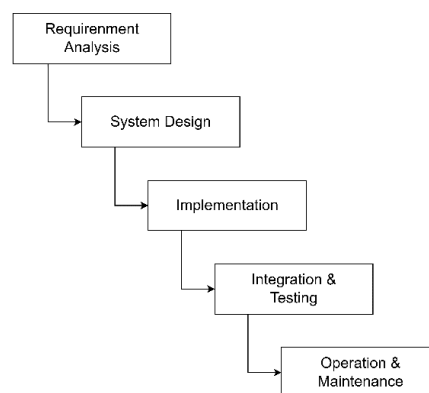 Requirenment
Analysis
System Design
Implementation
Integration &
Testing
Operation &
Maintenance